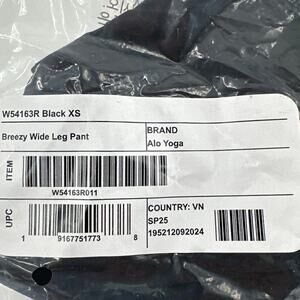 W54163R Black XS
Breezy Wide Leg Pant
BRAND
Alo Yoga
ITEM
W54163R011
UPC
1 9167751773 8
COUNTRY: VN
SP25
195212092024